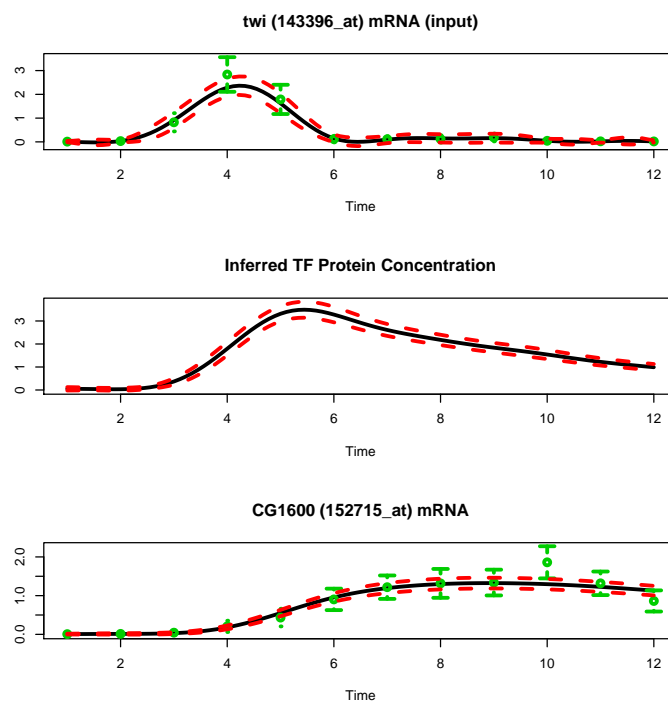 twi (143396_at) mRNA (input)
3
2
1
0
2 4 6 8 10 12
Time
Inferred TF Protein Concentration
3
2
1
0
2 4 6 8 10 12
Time
CG1600 (152715_at) mRNA
2.0
1.0
0.0
2 4 6 8 10 12
Time